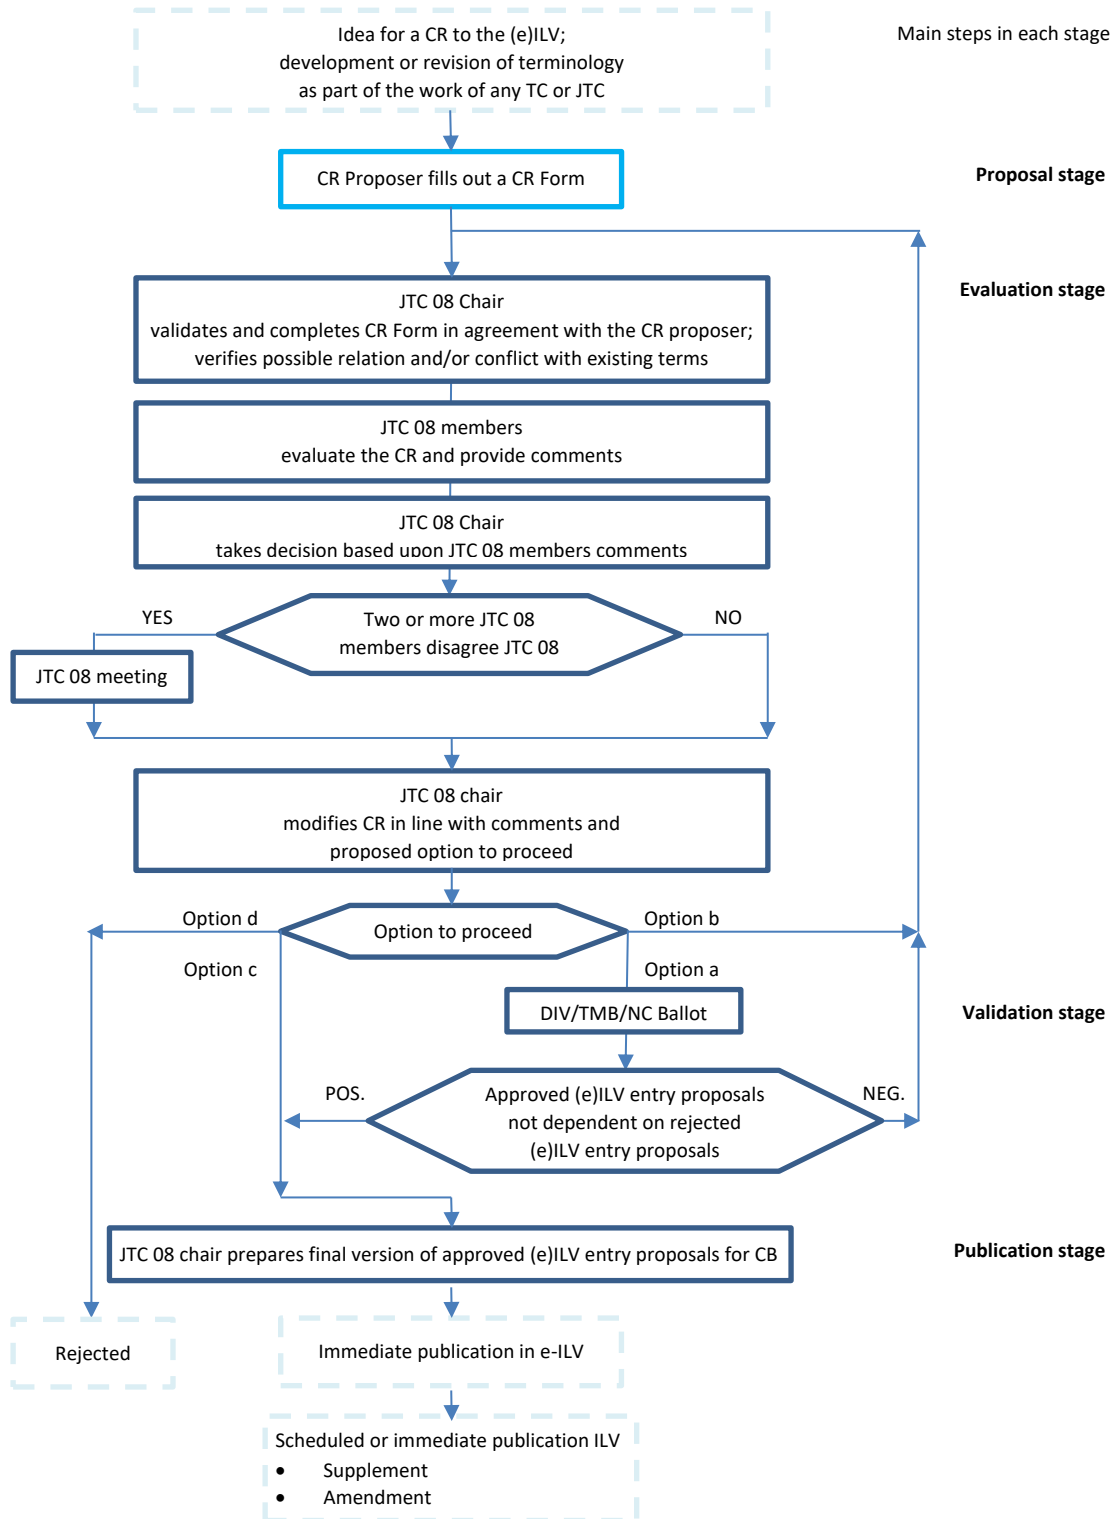 Idea for a CR to the (e)ILV;
development or revision of terminology
as part of the work of any TC or JTC
Main steps in each stage
CR Proposer fills out a CR Form
Proposal stage
Evaluation stage
JTC 08 Chair
validates and completes CR Form in agreement with the CR proposer;
verifies possible relation and/or conflict with existing terms
JTC 08 members
evaluate the CR and provide comments
JTC 08 Chair
takes decision based upon JTC 08 members comments
YES
Two or more JTC 08
members disagree JTC 08
NO
JTC 08 meeting
JTC 08 chair
modifies CR in line with comments and
proposed option to proceed
Option d
Option to proceed
Option b
Option c
Option a
DIV/TMB/NC Ballot
Validation stage
POS.
Approved (e)ILV entry proposals
not dependent on rejected
(e)ILV entry proposals
NEG.
JTC 08 chair prepares final version of approved (e)ILV entry proposals for CB
Publication stage
Rejected
Immediate publication in e-ILV
Scheduled or immediate publication ILV
• Supplement
• Amendment